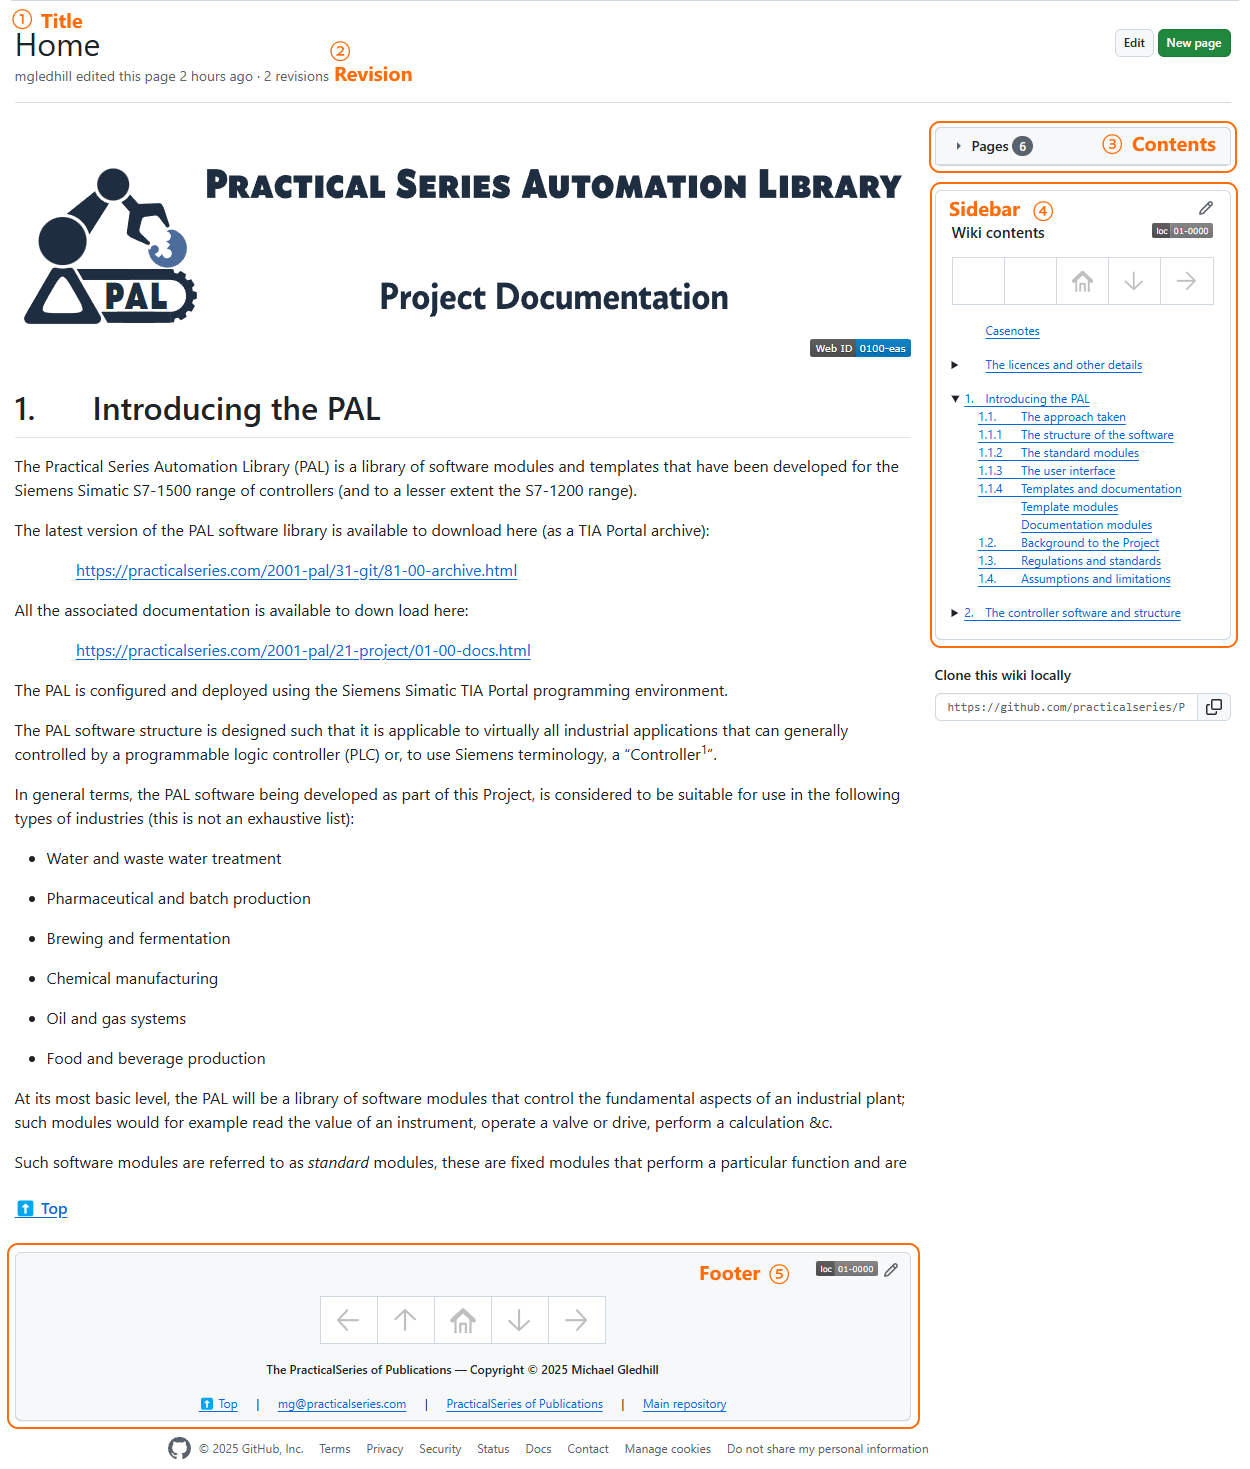 ① Title
Home
②
mgledhill edited this page 2 hours ago · 2 revisions Revision
Edit New page
Pages 6 ③ Contents
PRACTICAL SERIES AUTOMATION LIBRARY
PAL
Project Documentation
Web ID 0100-eas
Sidebar ④
Wiki contents loc 01-0000
Casenotes
The licences and other details
1. Introducing the PAL
1.1. The approach taken
1.1.1 The structure of the software
1.1.2 The standard modules
1.1.3 The user interface
1.1.4 Templates and documentation
Template modules
Documentation modules
1.2. Background to the Project
1.3. Regulations and standards
1.4. Assumptions and limitations
2. The controller software and structure
Clone this wiki locally
https://github.com/practicalseries/P
1. Introducing the PAL
The Practical Series Automation Library (PAL) is a library of software modules and templates that have been developed for the
Siemens Simatic S7-1500 range of controllers (and to a lesser extent the S7-1200 range).
The latest version of the PAL software library is available to download here (as a TIA Portal archive):
https://practicalseries.com/2001-pal/31-git/81-00-archive.html
All the associated documentation is available to down load here:
https://practicalseries.com/2001-pal/21-project/01-00-docs.html
The PAL is configured and deployed using the Siemens Simatic TIA Portal programming environment.
The PAL software structure is designed such that it is applicable to virtually all industrial applications that can generally
controlled by a programmable logic controller (PLC) or, to use Siemens terminology, a “Controller¹”.
In general terms, the PAL software being developed as part of this Project, is considered to be suitable for use in the following
types of industries (this is not an exhaustive list):
• Water and waste water treatment
• Pharmaceutical and batch production
• Brewing and fermentation
• Chemical manufacturing
• Oil and gas systems
• Food and beverage production
At its most basic level, the PAL will be a library of software modules that control the fundamental aspects of an industrial plant;
such modules would for example read the value of an instrument, operate a valve or drive, perform a calculation &c.
Such software modules are referred to as standard modules, these are fixed modules that perform a particular function and are
Top
Footer ⑤ loc 01-0000
The PracticalSeries of Publications — Copyright © 2025 Michael Gledhill
Top | mg@practicalseries.com | PracticalSeries of Publications | Main repository
© 2025 GitHub, Inc. Terms Privacy Security Status Docs Contact Manage cookies Do not share my personal information